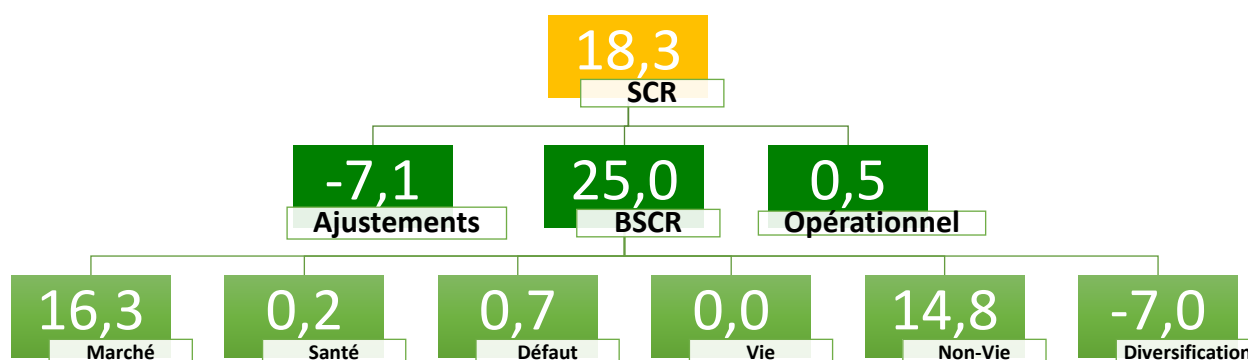 18,3
SCR
-7,1
Ajustements
25,0
BSCR
0,5
Opérationnel
16,3
Marché
0,2
Santé
0,7
Défaut
0,0
Vie
14,8
Non-Vie
-7,0
Diversification